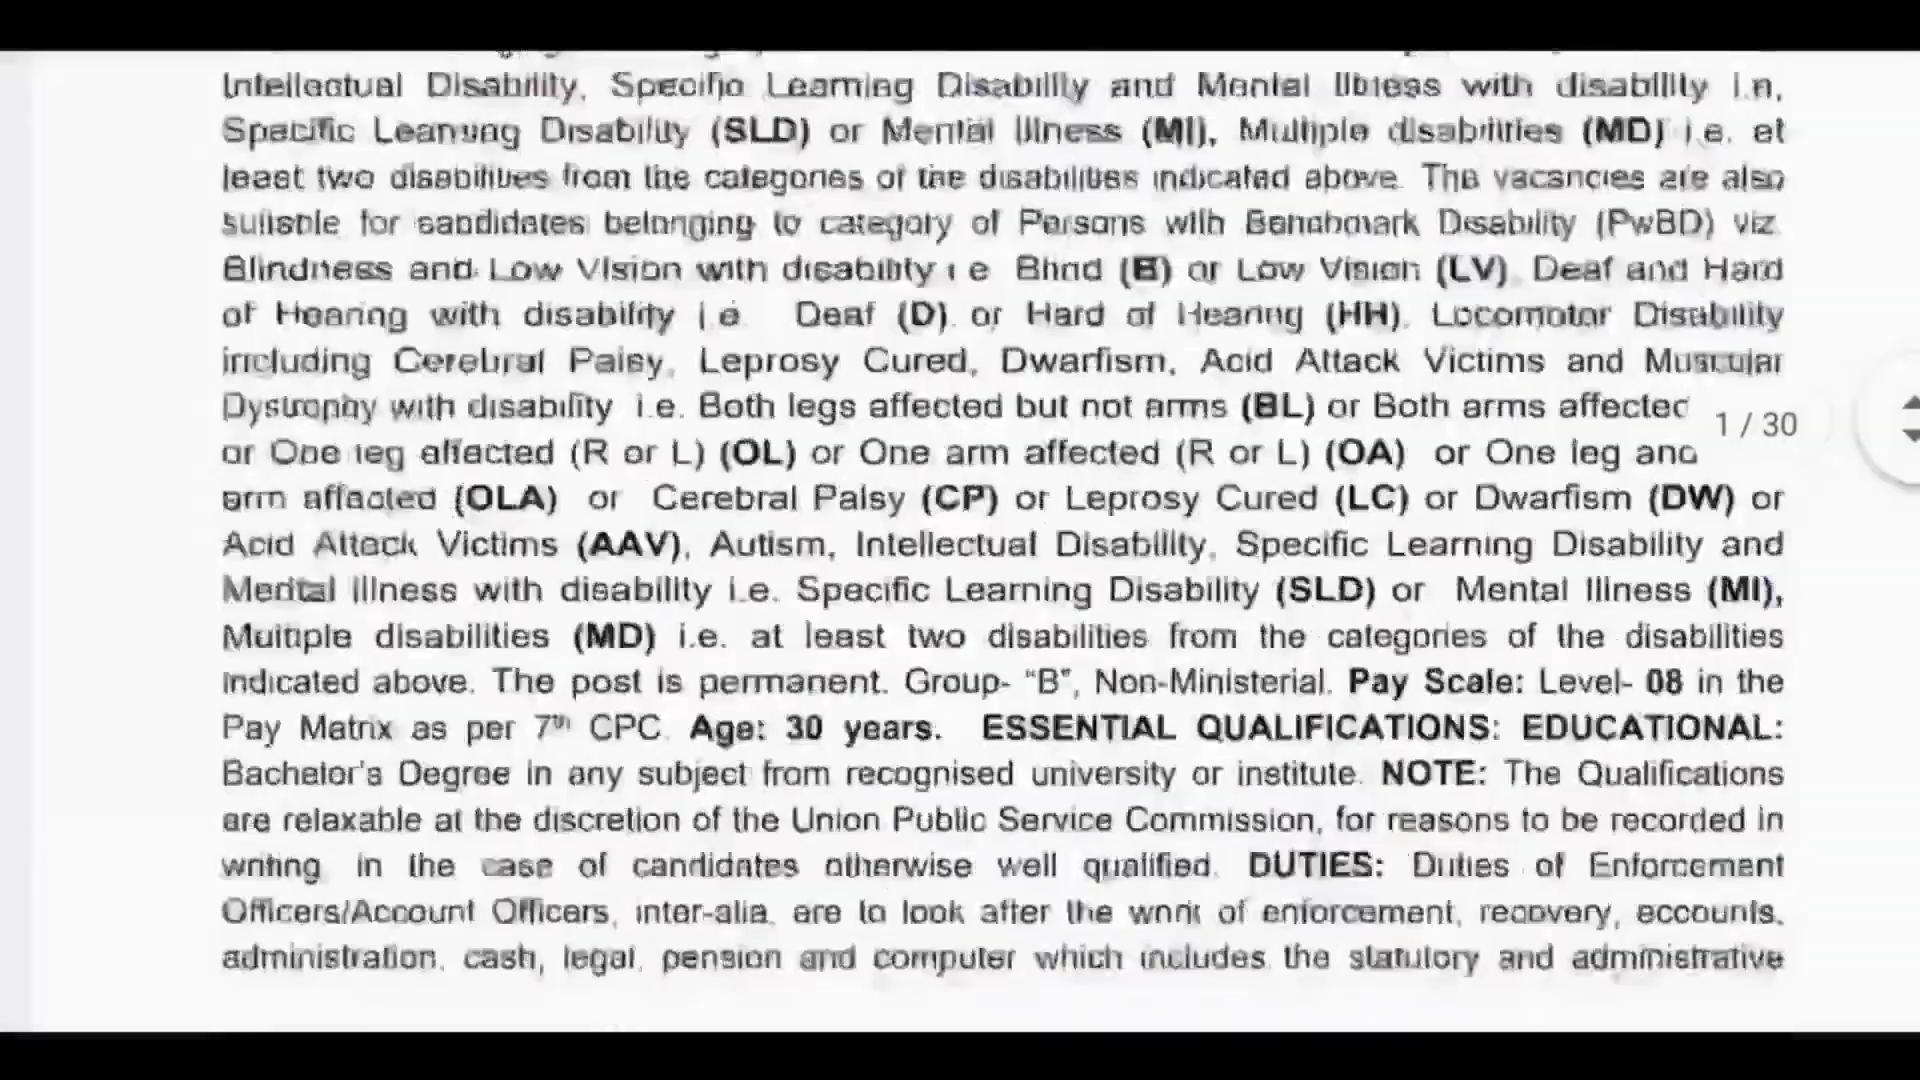 Intellectual Disability, Specific Learning Disability and Mental Illness with disability i.e.
Specific Learning Disability (SLD) or Mental Illness (MI), Multiple disabilities (MD) i.e. at
least two disabilities from the categories of the disabilities indicated above. The vacancies are also
suitable for candidates belonging to category of Persons with Benchmark Disability (PwBD) viz.
Blindness and Low Vision with disability i.e. Blind (B) or Low Vision (LV), Deaf and Hard
of Hearing with disability i.e. Deaf (D) or Hard of Hearing (HH), Locomotor Disability
including Cerebral Palsy, Leprosy Cured, Dwarfism, Acid Attack Victims and Muscular
Dystrophy with disability i.e. Both legs affected but not arms (BL) or Both arms affected
1 / 30
or One leg affected (R or L) (OL) or One arm affected (R or L) (OA) or One leg and
arm affected (OLA) or Cerebral Palsy (CP) or Leprosy Cured (LC) or Dwarfism (DW) or
Acid Attack Victims (AAV), Autism, Intellectual Disability, Specific Learning Disability and
Mental Illness with disability i.e. Specific Learning Disability (SLD) or Mental Illness (MI),
Multiple disabilities (MD) i.e. at least two disabilities from the categories of the disabilities
indicated above. The post is permanent. Group- “B”, Non-Ministerial. Pay Scale: Level- 08 in the
Pay Matrix as per 7th CPC. Age: 30 years. ESSENTIAL QUALIFICATIONS: EDUCATIONAL:
Bachelor's Degree in any subject from recognised university or institute. NOTE: The Qualifications
are relaxable at the discretion of the Union Public Service Commission, for reasons to be recorded in
writing in the case of candidates otherwise well qualified. DUTIES: Duties of Enforcement
Officers/Account Officers, inter-alia, are to look after the work of enforcement, recovery, accounts,
administration, cash, legal, pension and computer which includes the statutory and administrative